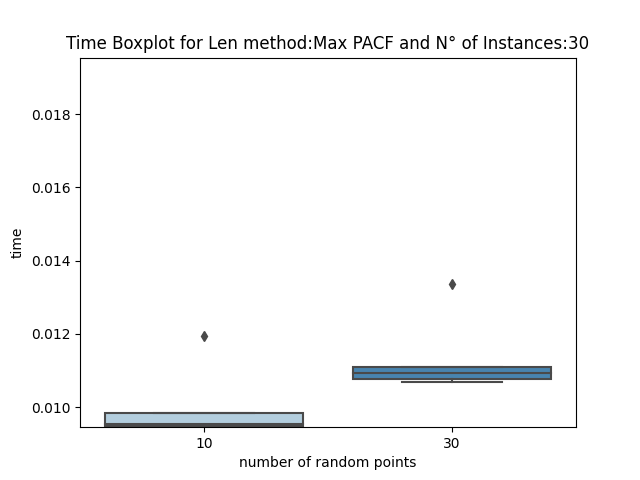 Time Boxplot for Len method:Max PACF and N° of Instances:30
0.018
0.016
0.014
0.012
0.010
time
10
30
number of random points